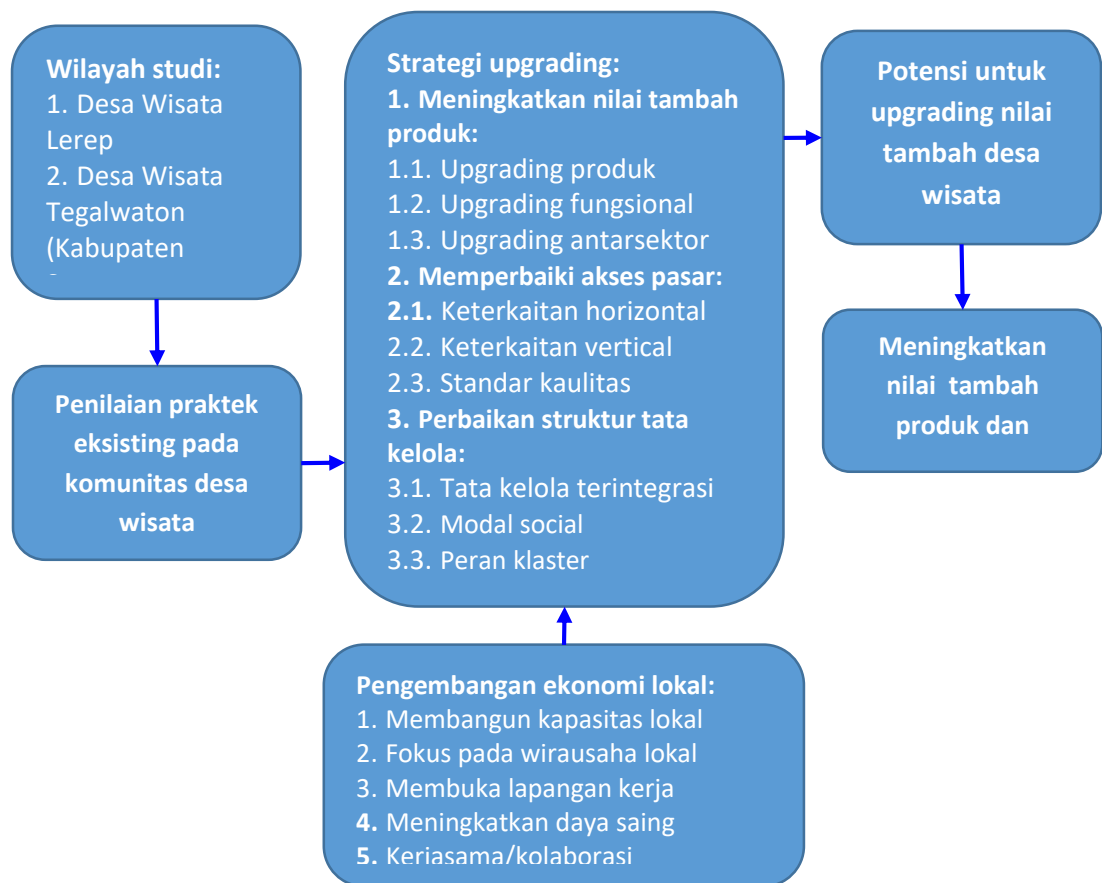 Wilayah studi:
1. Desa Wisata
Lerep
2. Desa Wisata
Tegalwaton
(Kabupaten
Penilaian praktek
eksisting pada
komunitas desa
wisata
Strategi upgrading:
1. Meningkatkan nilai tambah
produk:
1.1. Upgrading produk
1.2. Upgrading fungsional
1.3. Upgrading antarsektor
2. Memperbaiki akses pasar:
2.1. Keterkaitan horizontal
2.2. Keterkaitan vertical
2.3. Standar kaulitas
3. Perbaikan struktur tata
kelola:
3.1. Tata kelola terintegrasi
3.2. Modal social
3.3. Peran klaster
Pengembangan ekonomi lokal:
1. Membangun kapasitas lokal
2. Fokus pada wirausaha lokal
3. Membuka lapangan kerja
4. Meningkatkan daya saing
5. Kerjasama/kolaborasi
Potensi untuk
upgrading nilai
tambah desa
wisata
Meningkatkan
nilai tambah
produk dan